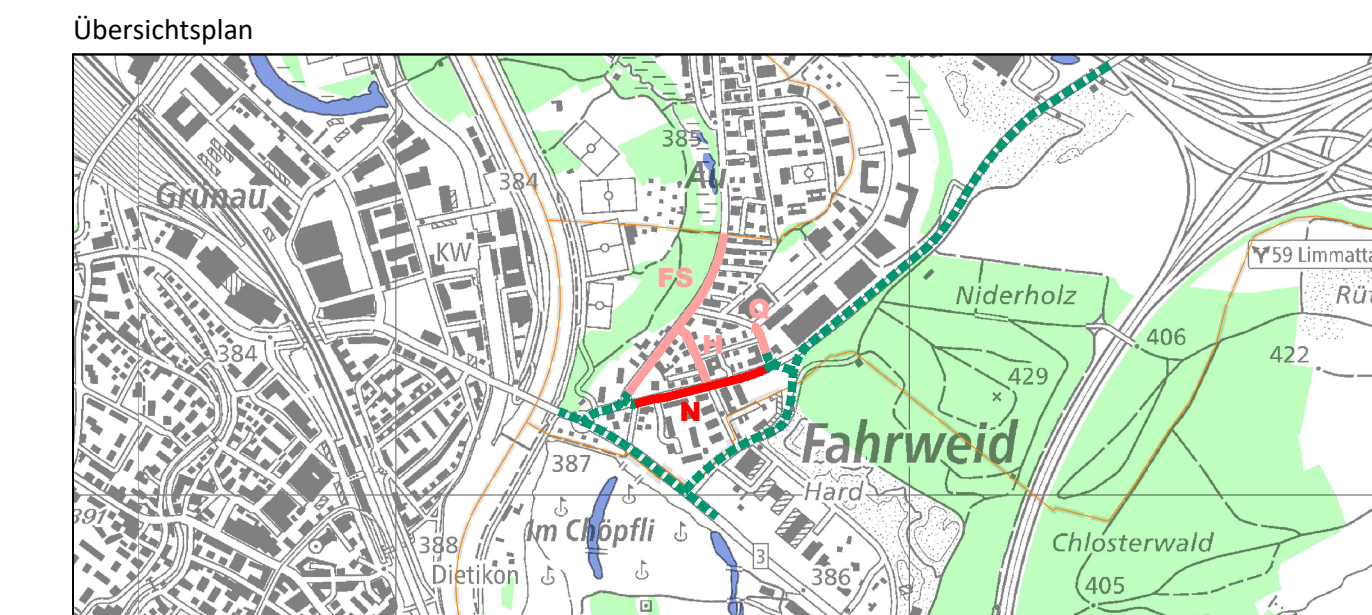 Übersichtsplan
385
Au
384
Grünau
KW
59 Limmatta
FS
Niderholz
Rü
Q
406
384
H
422
429
N
Fahrweid
387
Hard
391
Im Chöpfli
388
3
Chlosterwald
Dietikon
386
405